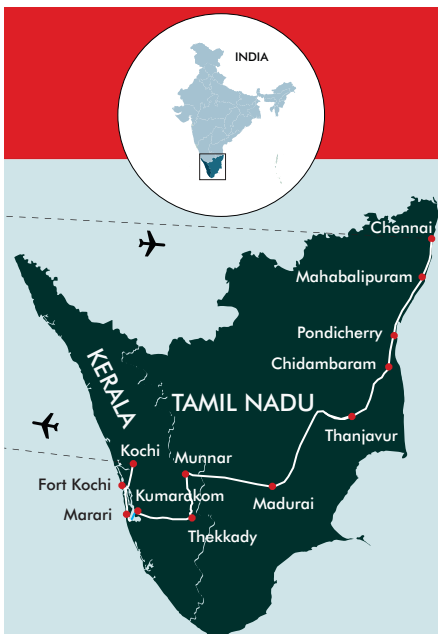 INDIA
Chennai
Mahabalipuram
Pondicherry
Chidambaram
KERALA
TAMIL NADU
Thanjavur
Kochi
Munnar
Fort Kochi
Kumarakom
Madurai
Marari
Thekkady